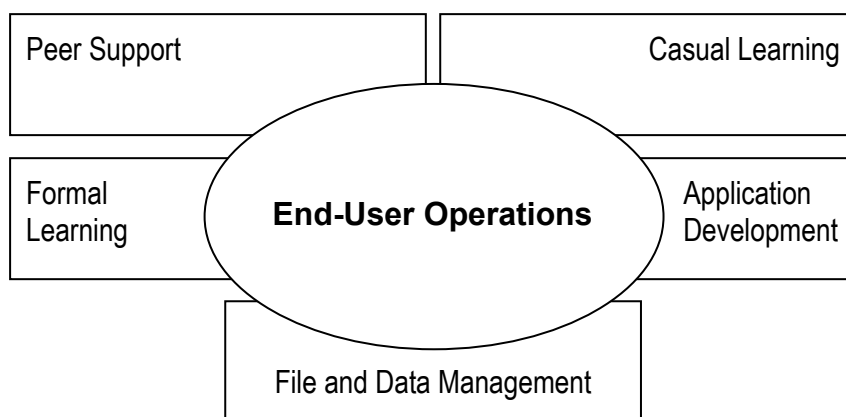 Peer Support
Casual Learning
Formal
Learning
End-User Operations
Application
Development
File and Data Management